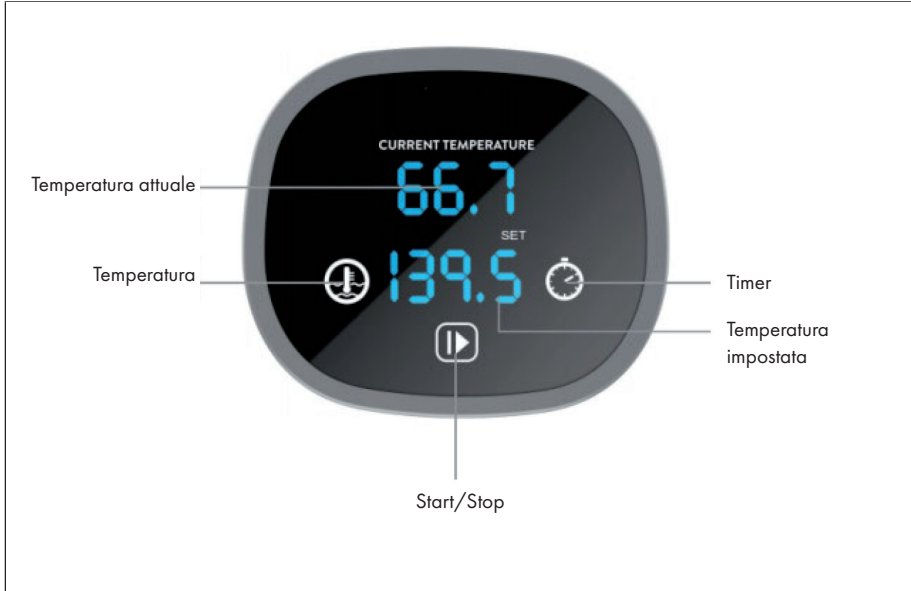 CURRENT TEMPERATURE
Temperatura attuale
66.7
SET
Temperatura
139.5
Timer
Temperatura
impostata
Start/Stop